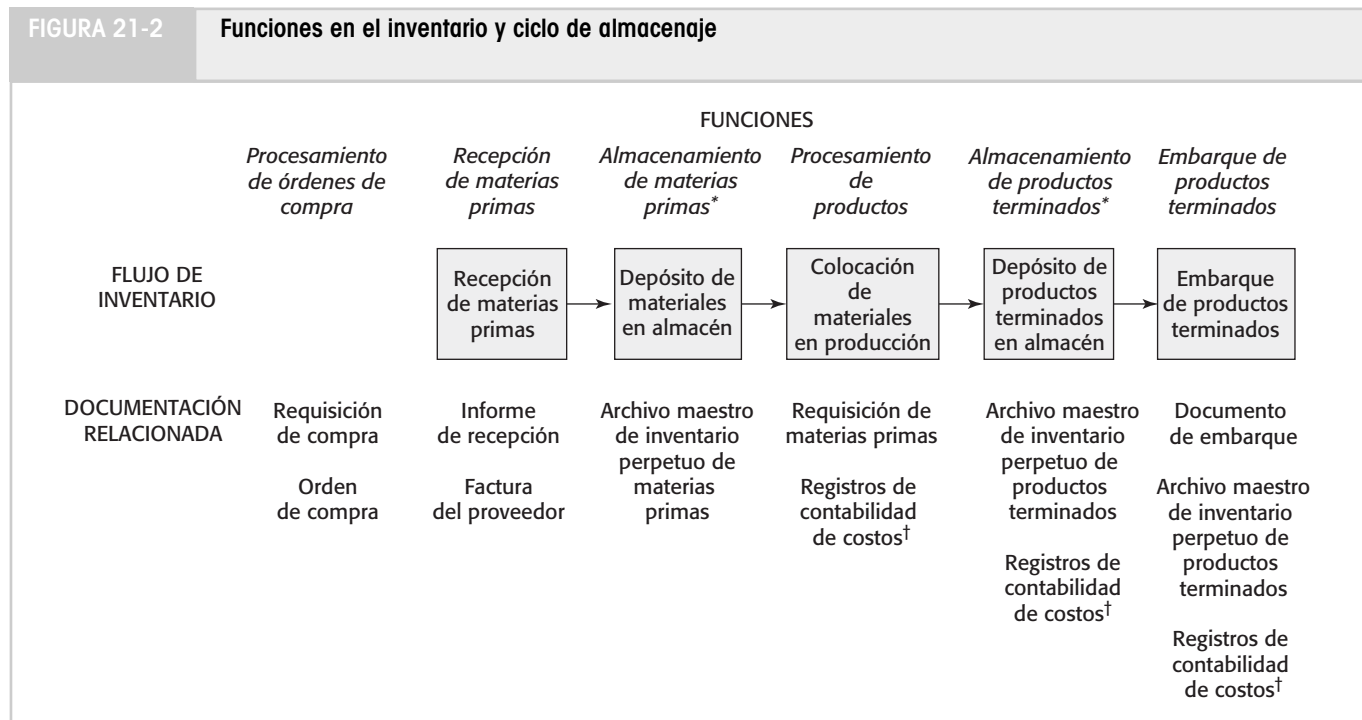 FIGURA 21-2
Funciones en el inventario y ciclo de almacenaje
FUNCIONES
Procesamiento
de órdenes de
compra
Recepción
de materias
primas
Almacenamiento
de materias
primas*
Procesamiento
de
productos
Almacenamiento
de productos
terminados*
Embarque de
productos
terminados
FLUJO DE
INVENTARIO
Recepción
de materias
primas
Depósito de
materiales
en almacén
Colocación
de
materiales
en producción
Depósito de
productos
terminados
en almacén
Embarque
de productos
terminados
DOCUMENTACIÓN
RELACIONADA
Requisición
de compra
Orden
de compra
Informe
de recepción
Factura
del proveedor
Archivo maestro
de inventario
perpetuo de
materias
primas
Requisición de
materias primas
Registros de
contabilidad
de costos†
Archivo maestro
de inventario
perpetuo de
productos
terminados
Registros de
contabilidad
de costos†
Documento
de embarque
Archivo maestro
de inventario
perpetuo de
productos
terminados
Registros de
contabilidad
de costos†